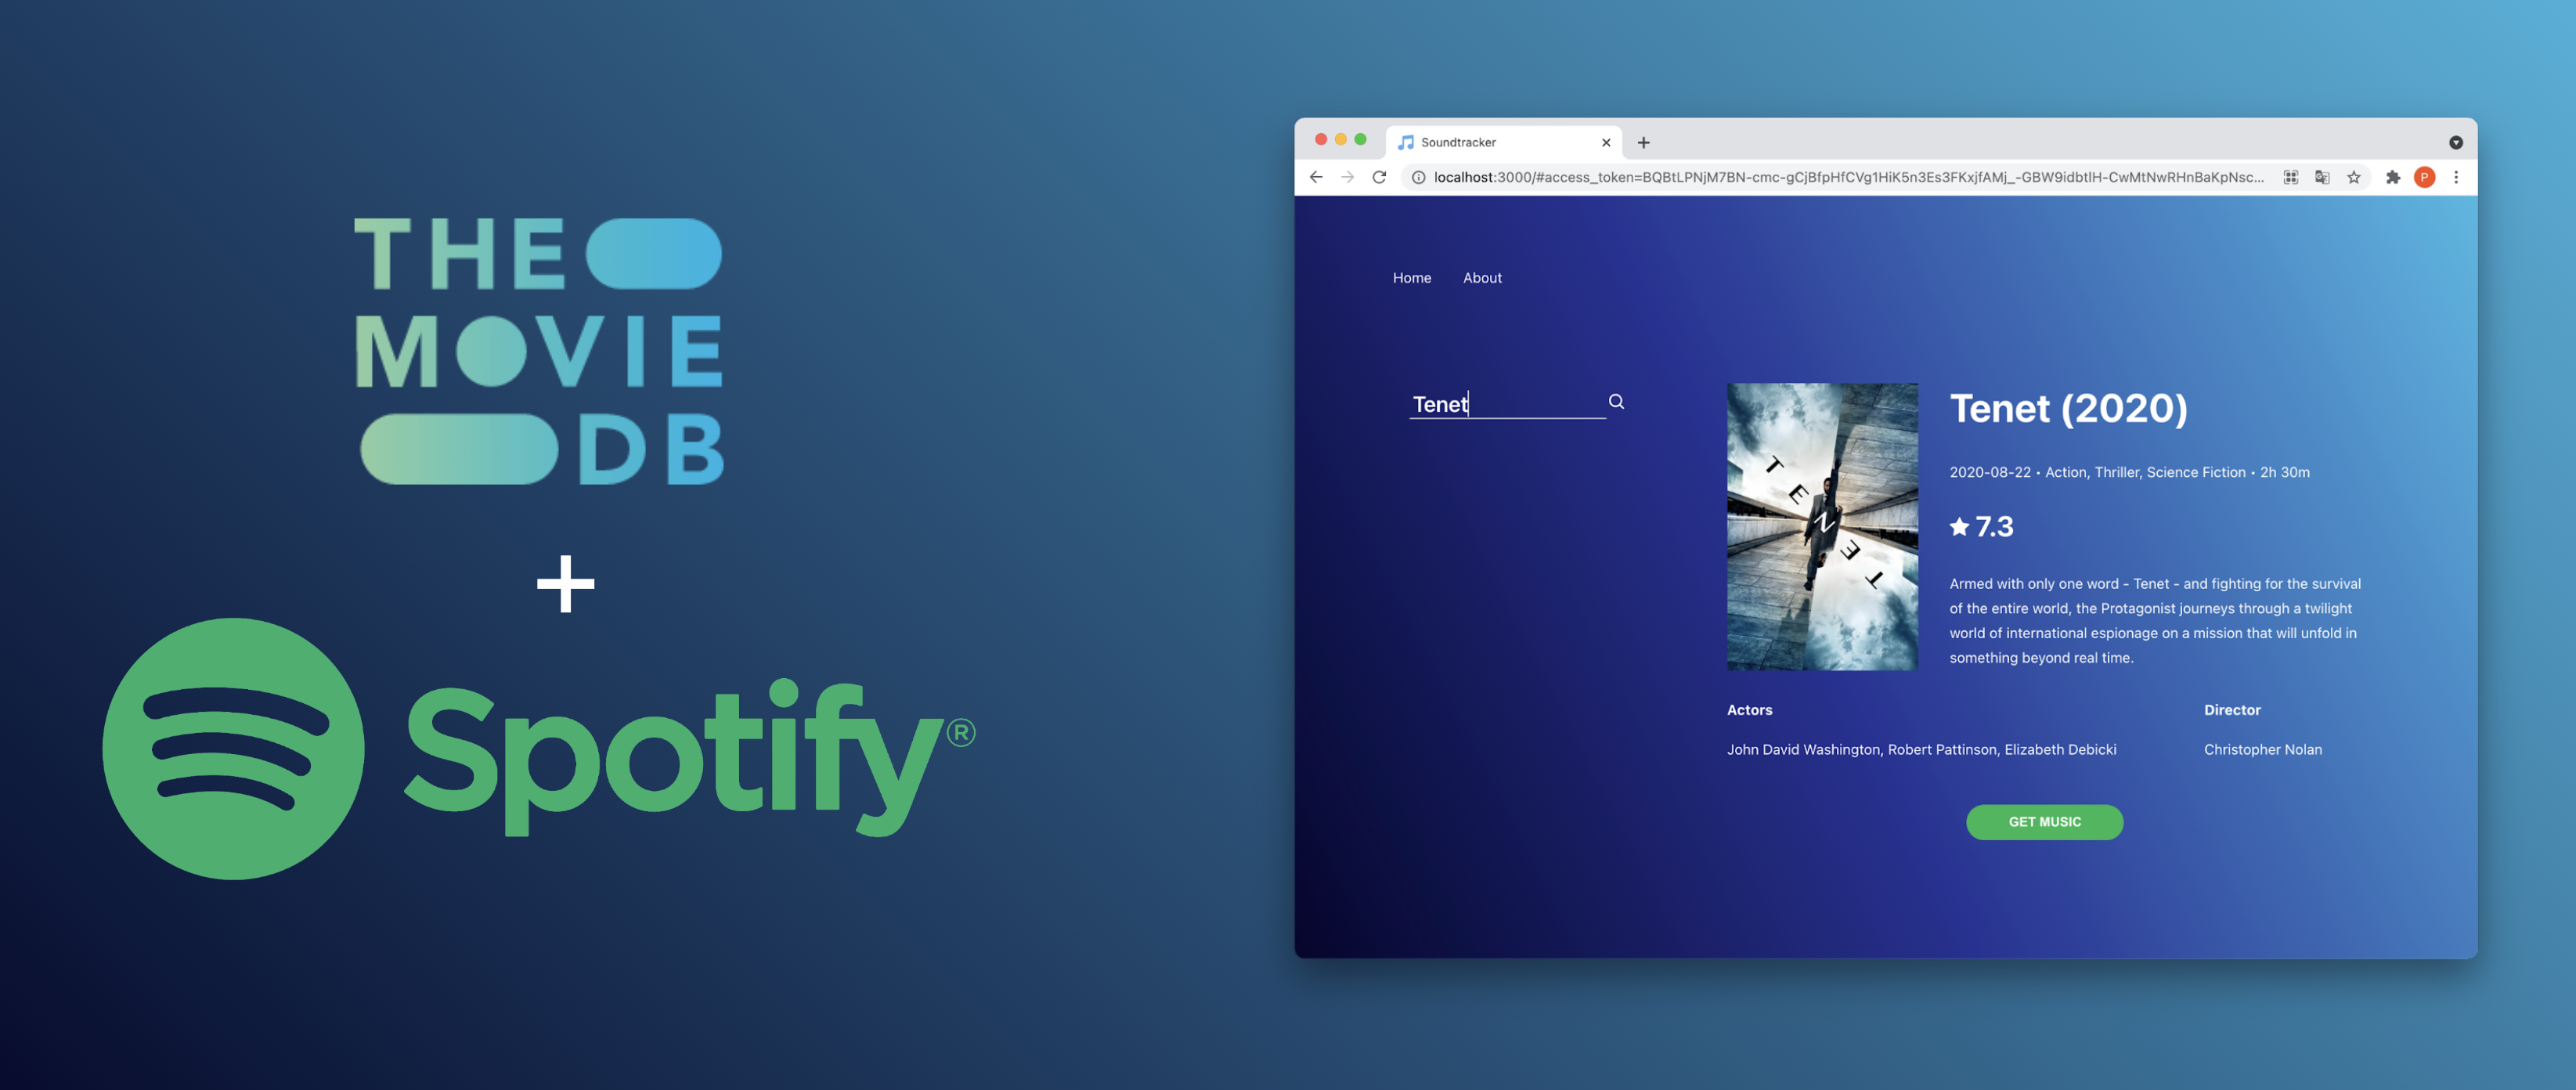 THE
MOVIE
DB
+
Spotify®
Soundtracker
localhost:3000/#access_token=BQBtLPNjM7BN-cmc-gCjBfpHfCVg1HiK5n3Es3FKxjfAMj_-GBW9idbtlH-CwMtNwRHnBaKpNsc...
P
Home About
Tenet
TENET
Tenet (2020)
2020-08-22 • Action, Thriller, Science Fiction • 2h 30m
7.3
Armed with only one word - Tenet - and fighting for the survival
of the entire world, the Protagonist journeys through a twilight
world of international espionage on a mission that will unfold in
something beyond real time.
Actors
Director
John David Washington, Robert Pattinson, Elizabeth Debicki
Christopher Nolan
GET MUSIC